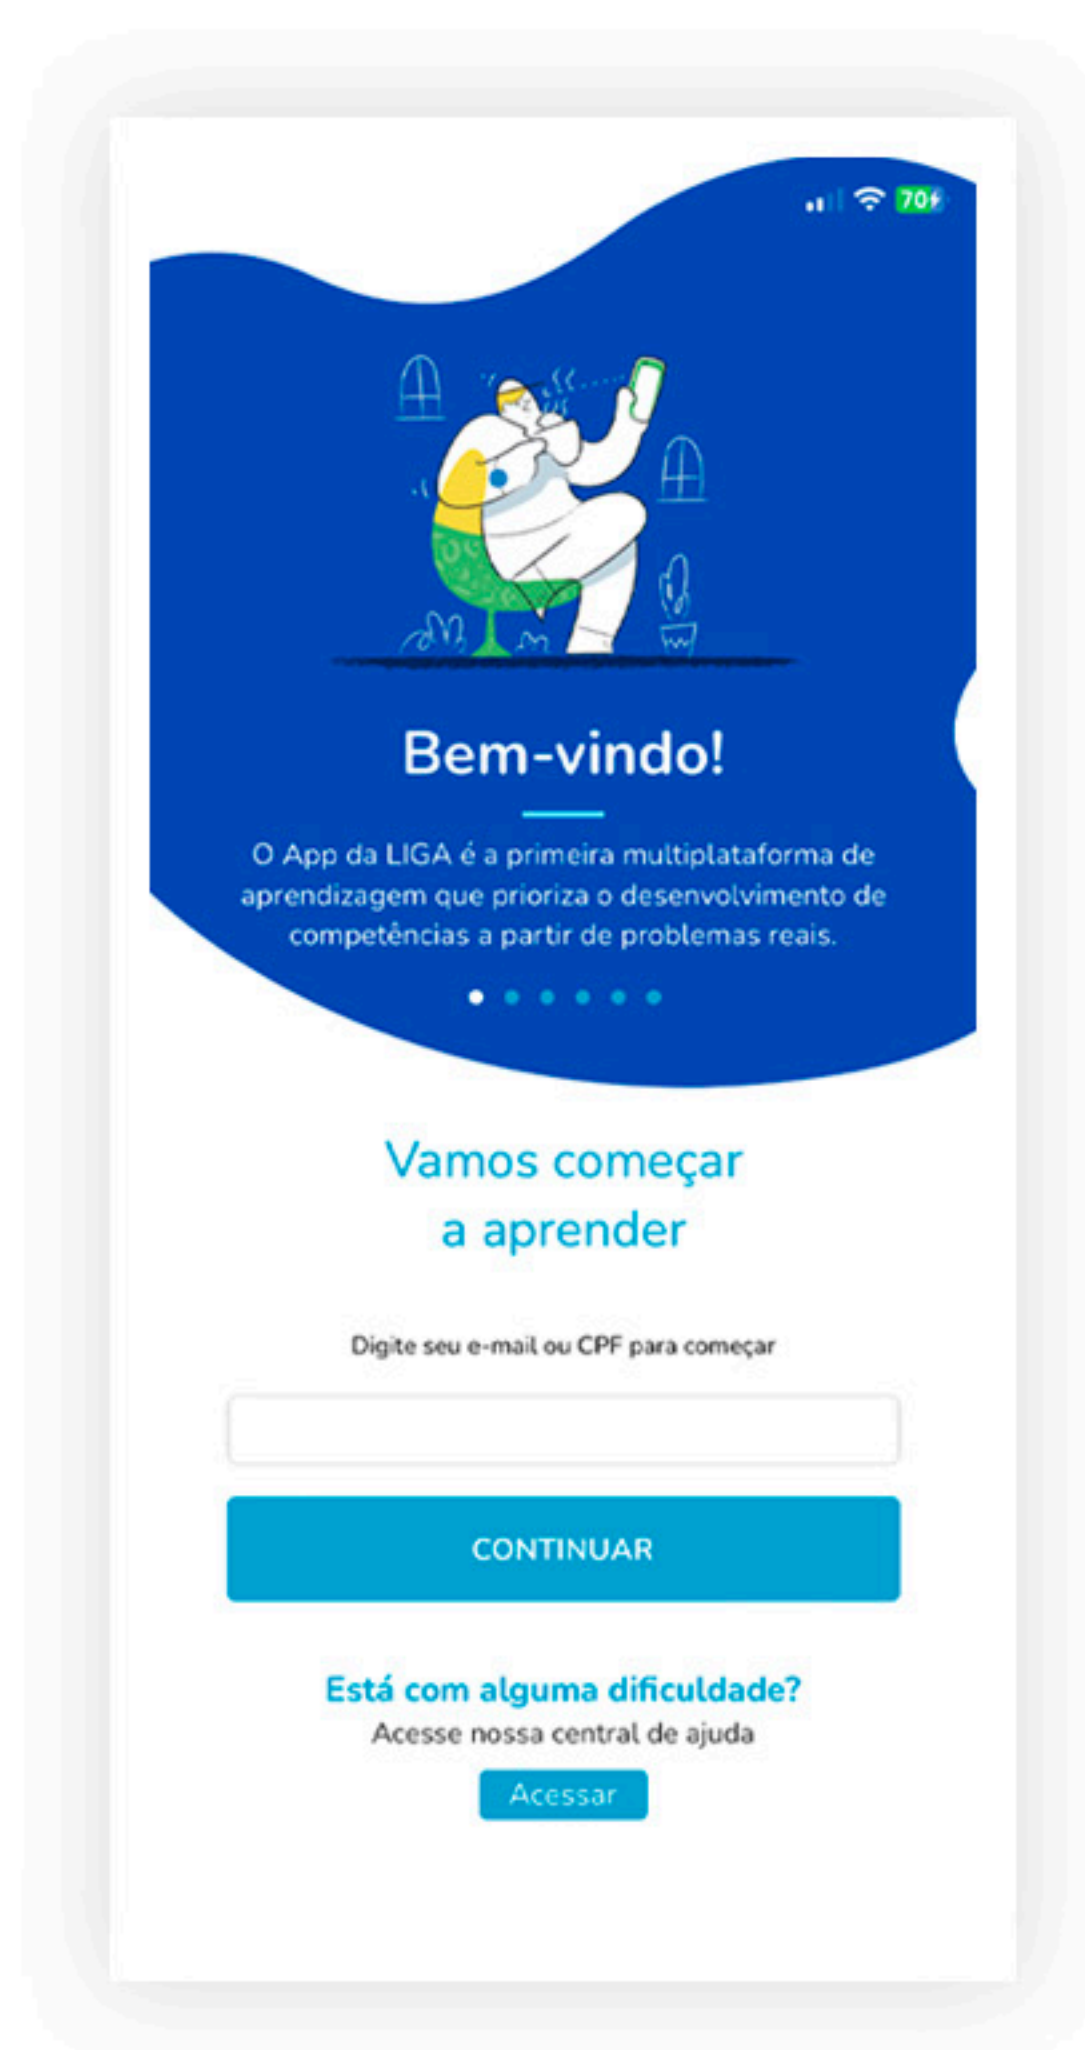 70
Bem-vindo!
O App da LIGA é a primeira multiplataforma de
aprendizagem que prioriza o desenvolvimento de
competências a partir de problemas reais.
Vamos começar
a aprender
Digite seu e-mail ou CPF para começar
CONTINUAR
Está com alguma dificuldade?
Acesse nossa central de ajuda
Acessar